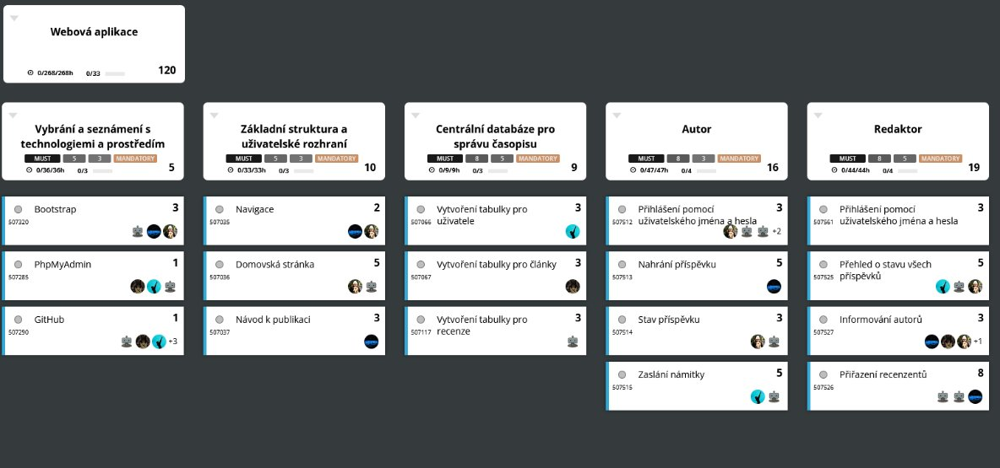 Webová aplikace
0/268/268h 0/33 120
Vybrání a seznámení s
technologiemi a prostředím
MUST 5 3 MANDATORY
0/36/36h 0/3 5
Bootstrap 3
507320
PhpMyAdmin 1
507285
GitHub 1
507290 +3
Základní struktura a
uživatelské rozhraní
MUST 5 3 MANDATORY
0/33/33h 0/3 10
Navigace 2
507035
Domovská stránka 5
507036
Návod k publikaci 3
507037
Centrální databáze pro
správu časopisu
MUST 8 5 MANDATORY
0/9/9h 0/3 9
Vytvoření tabulky pro 3
507066 uživatele
Vytvoření tabulky pro články 3
507067
Vytvoření tabulky pro 3
507117 recenze
Autor
MUST 8 3 MANDATORY
0/47/47h 0/4 16
Přihlášení pomocí 3
507512 uživatelského jména a hesla
+2
Nahrání příspěvku 5
507513
Stav příspěvku 3
507514
Zaslání námitky 5
507515
Redaktor
MUST 8 5 MANDATORY
0/44/44h 0/4 19
Přihlášení pomocí 3
507561 uživatelského jména a hesla
Přehled o stavu všech 5
507525 příspěvků
Informování autorů 3
507527 +1
Přiřazení recenzentů 8
507526